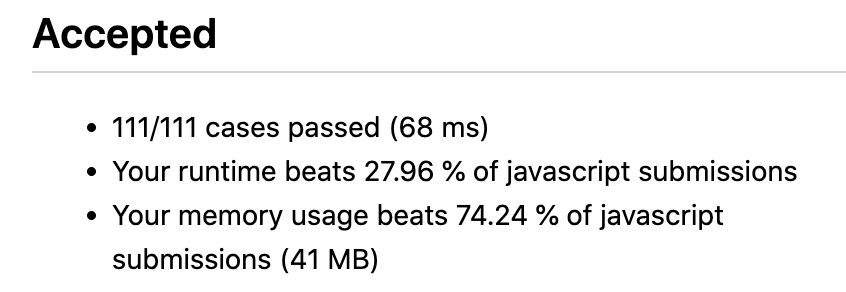 Accepted
• 111/111 cases passed (68 ms)
• Your runtime beats 27.96 % of javascript submissions
• Your memory usage beats 74.24 % of javascript
submissions (41 MB)